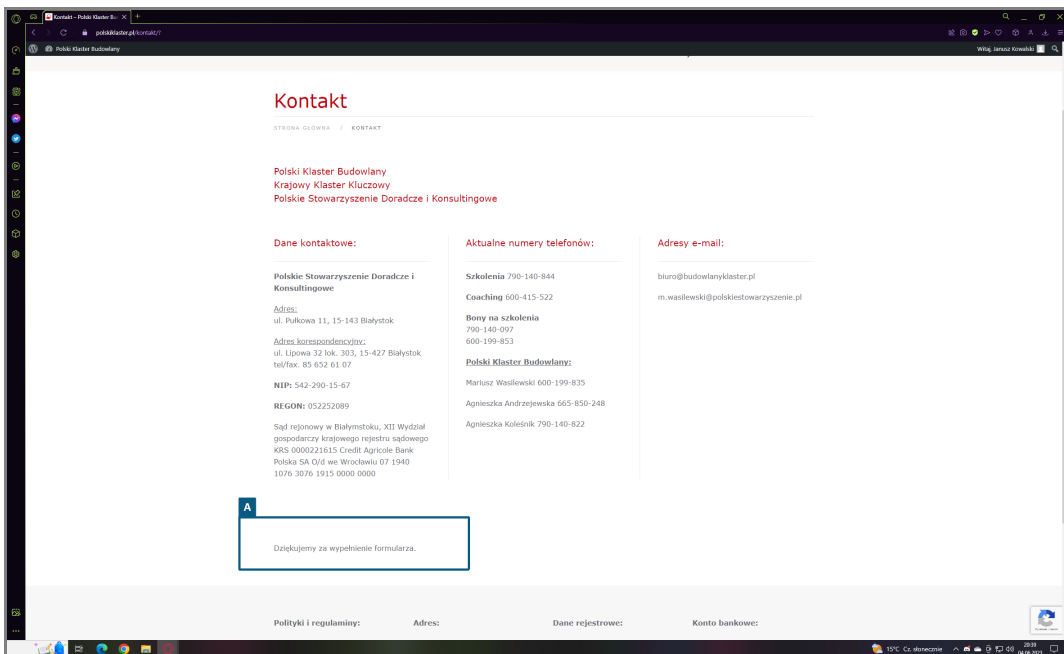 Kontakt – Polski Klaster Bu
polskiklaster.pl/kontakt/?
Polski Klaster Budowlany
Witaj, Janusz Kowalski
Kontakt
STRONA GŁÓWNA / KONTAKT
Polski Klaster Budowlany
Krajowy Klaster Kluczowy
Polskie Stowarzyszenie Doradcze i Konsultingowe
Dane kontaktowe:
Polskie Stowarzyszenie Doradcze i
Konsultingowe
Adres:
ul. Pułkowa 11, 15-143 Białystok
Adres korespondencyjny:
ul. Lipowa 32 lok. 303, 15-427 Białystok
tel/fax. 85 652 61 07
NIP: 542-290-15-67
REGON: 052252089
Sąd rejonowy w Białymstoku, XII Wydział
gospodarczy krajowego rejestru sądowego
KRS 0000221615 Credit Agricole Bank
Polska SA O/d we Wrocławiu 07 1940
1076 3076 1915 0000 0000
Aktualne numery telefonów:
Szkolenia 790-140-844
Coaching 600-415-522
Bony na szkolenia
790-140-097
600-199-853
Polski Klaster Budowlany:
Mariusz Wasilewski 600-199-835
Agnieszka Andrzejewska 665-850-248
Agnieszka Koleśnik 790-140-822
Adresy e-mail:
biuro@budowlanyklaster.pl
m.wasilewski@polskiestowarzyszenie.pl
A
Dziękujemy za wypełnienie formularza.
Polityki i regulaminy:
Adres:
Dane rejestrowe:
Konto bankowe:
15°C Cz. słonecznie
20:39
04.06.2023